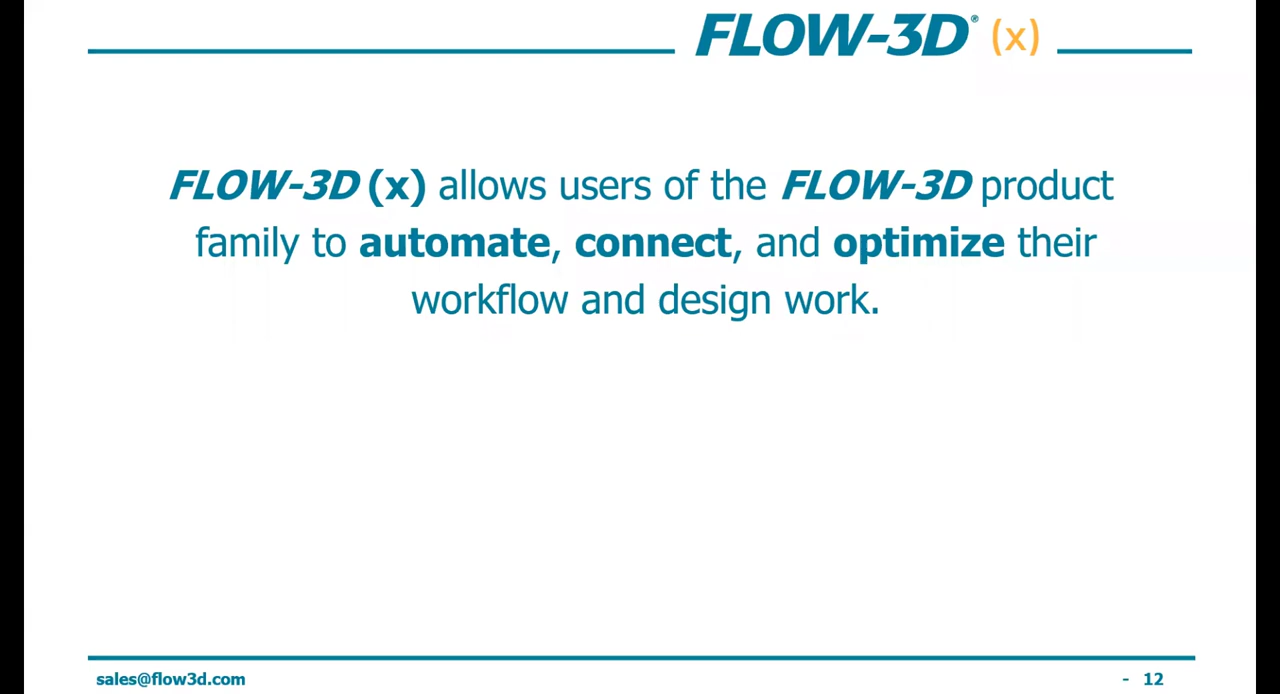 FLOW-3D® (x)
FLOW-3D (x) allows users of the FLOW-3D product
family to automate, connect, and optimize their
workflow and design work.
sales@flow3d.com
- 12